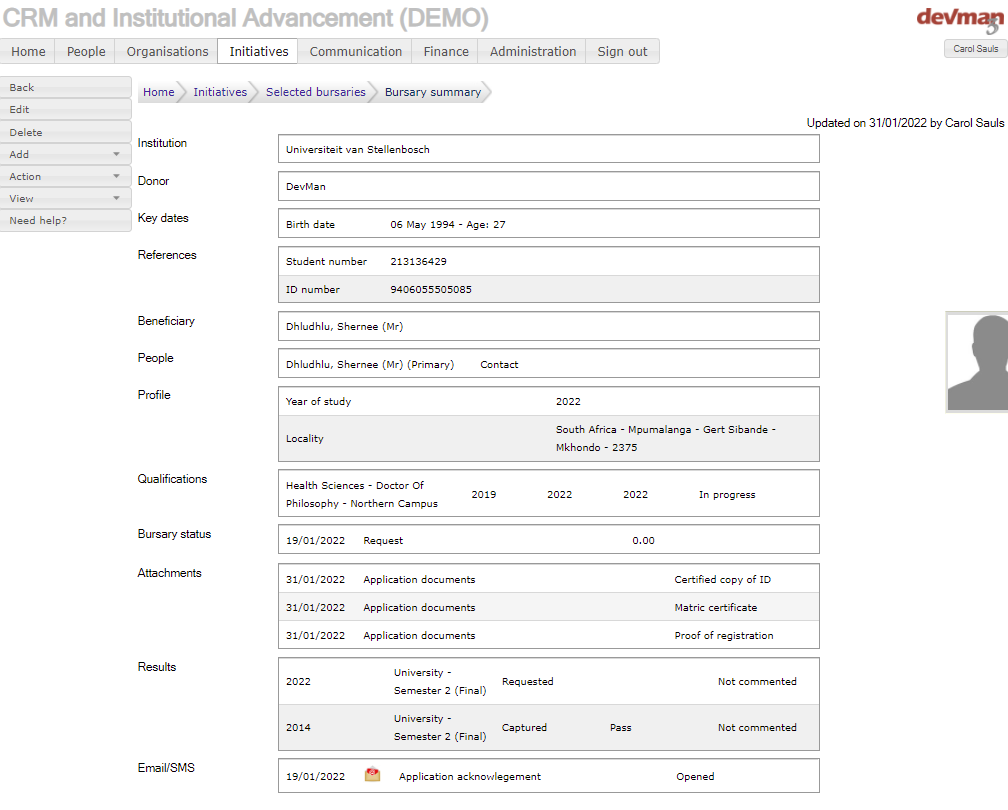 CRM and Institutional Advancement (DEMO)
devman
5
Home People Organisations Initiatives Communication Finance Administration Sign out
Carol Sauls
Back
Edit
Delete
Add
Action
View
Need help?
Home Initiatives Selected bursaries Bursary summary
Updated on 31/01/2022 by Carol Sauls
Institution
Universiteit van Stellenbosch
Donor
DevMan
Key dates
Birth date 06 May 1994 - Age: 27
References
Student number 213136429
ID number 9406055505085
Beneficiary
Dhludhlu, Shernee (Mr)
People
Dhludhlu, Shernee (Mr) (Primary) Contact
Profile
Year of study 2022
Locality
South Africa - Mpumalanga - Gert Sibande -
Mkhondo - 2375
Qualifications
Health Sciences - Doctor Of
Philosophy - Northern Campus
2019 2022 2022 In progress
Bursary status
19/01/2022 Request 0.00
Attachments
31/01/2022 Application documents Certified copy of ID
31/01/2022 Application documents Matric certificate
31/01/2022 Application documents Proof of registration
Results
2022
University -
Semester 2 (Final)
Requested Not commented
2014
University -
Semester 2 (Final)
Captured Pass Not commented
Email/SMS
19/01/2022 Application acknowlegement Opened